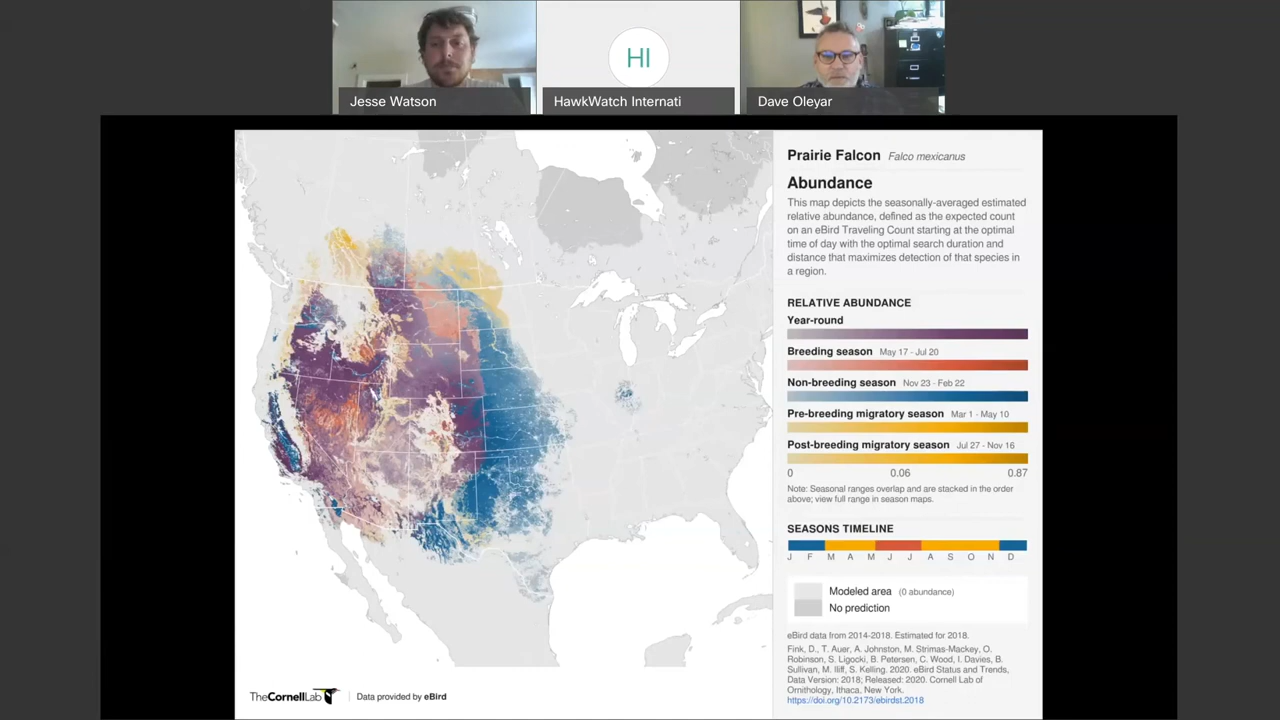 HI
Jesse Watson
HawkWatch Internati
Dave Oleyar
Prairie Falcon Falco mexicanus
Abundance
This map depicts the seasonally-averaged estimated
relative abundance, defined as the expected count
on an eBird Traveling Count starting at the optimal
time of day with the optimal search duration and
distance that maximizes detection of that species in
a region.
RELATIVE ABUNDANCE
Year-round
Breeding season May 17 - Jul 20
Non-breeding season Nov 23 - Feb 22
Pre-breeding migratory season Mar 1 - May 10
Post-breeding migratory season Jul 27 - Nov 16
0 0.06 0.87
Note: Seasonal ranges overlap and are stacked in the order
above; view full range in season maps.
SEASONS TIMELINE
J F M A M J J A S O N D
Modeled area (0 abundance)
No prediction
eBird data from 2014-2018. Estimated for 2018.
Fink, D., T. Auer, A. Johnston, M. Strimas-Mackey, O.
Robinson, S. Ligocki, B. Petersen, C. Wood, I. Davies, B.
Sullivan, M. Iliff, S. Kelling. 2020. eBird Status and Trends,
Data Version: 2018; Released: 2020. Cornell Lab of
Ornithology, Ithaca, New York.
https://doi.org/10.2173/ebirdst.2018
TheCornellLab Data provided by eBird